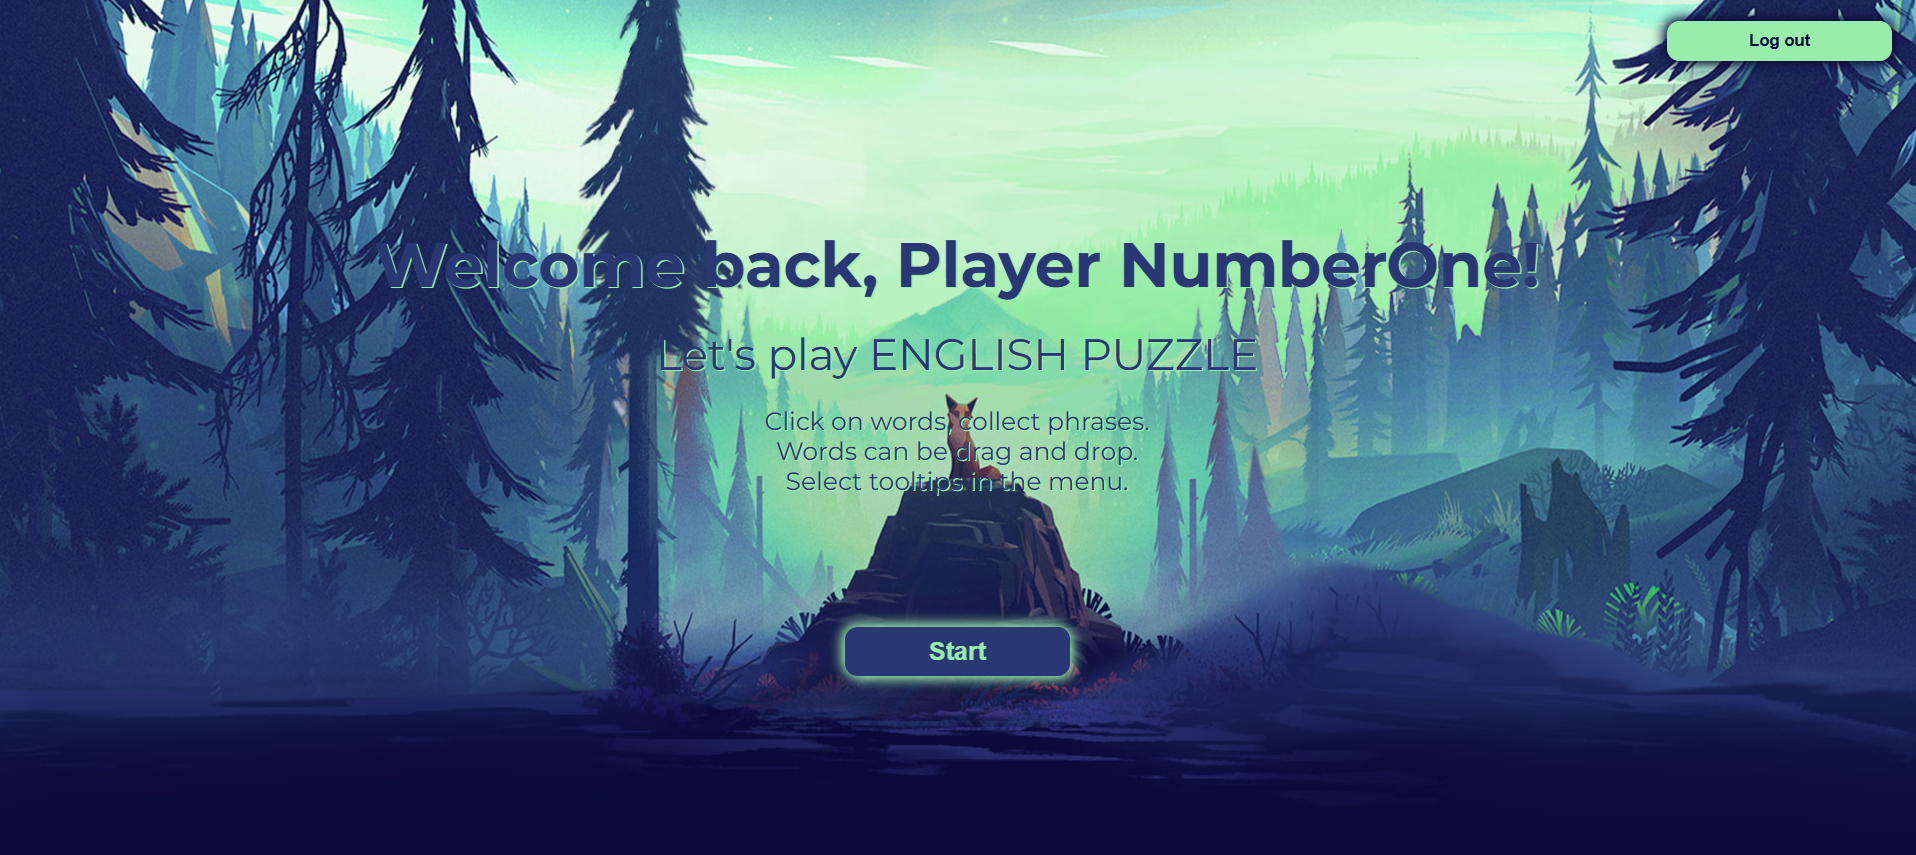 Log out
Welcome back, Player NumberOne!
Let's play ENGLISH PUZZLE
Click on words, collect phrases.
Words can be drag and drop.
Select tooltips in the menu.
Start